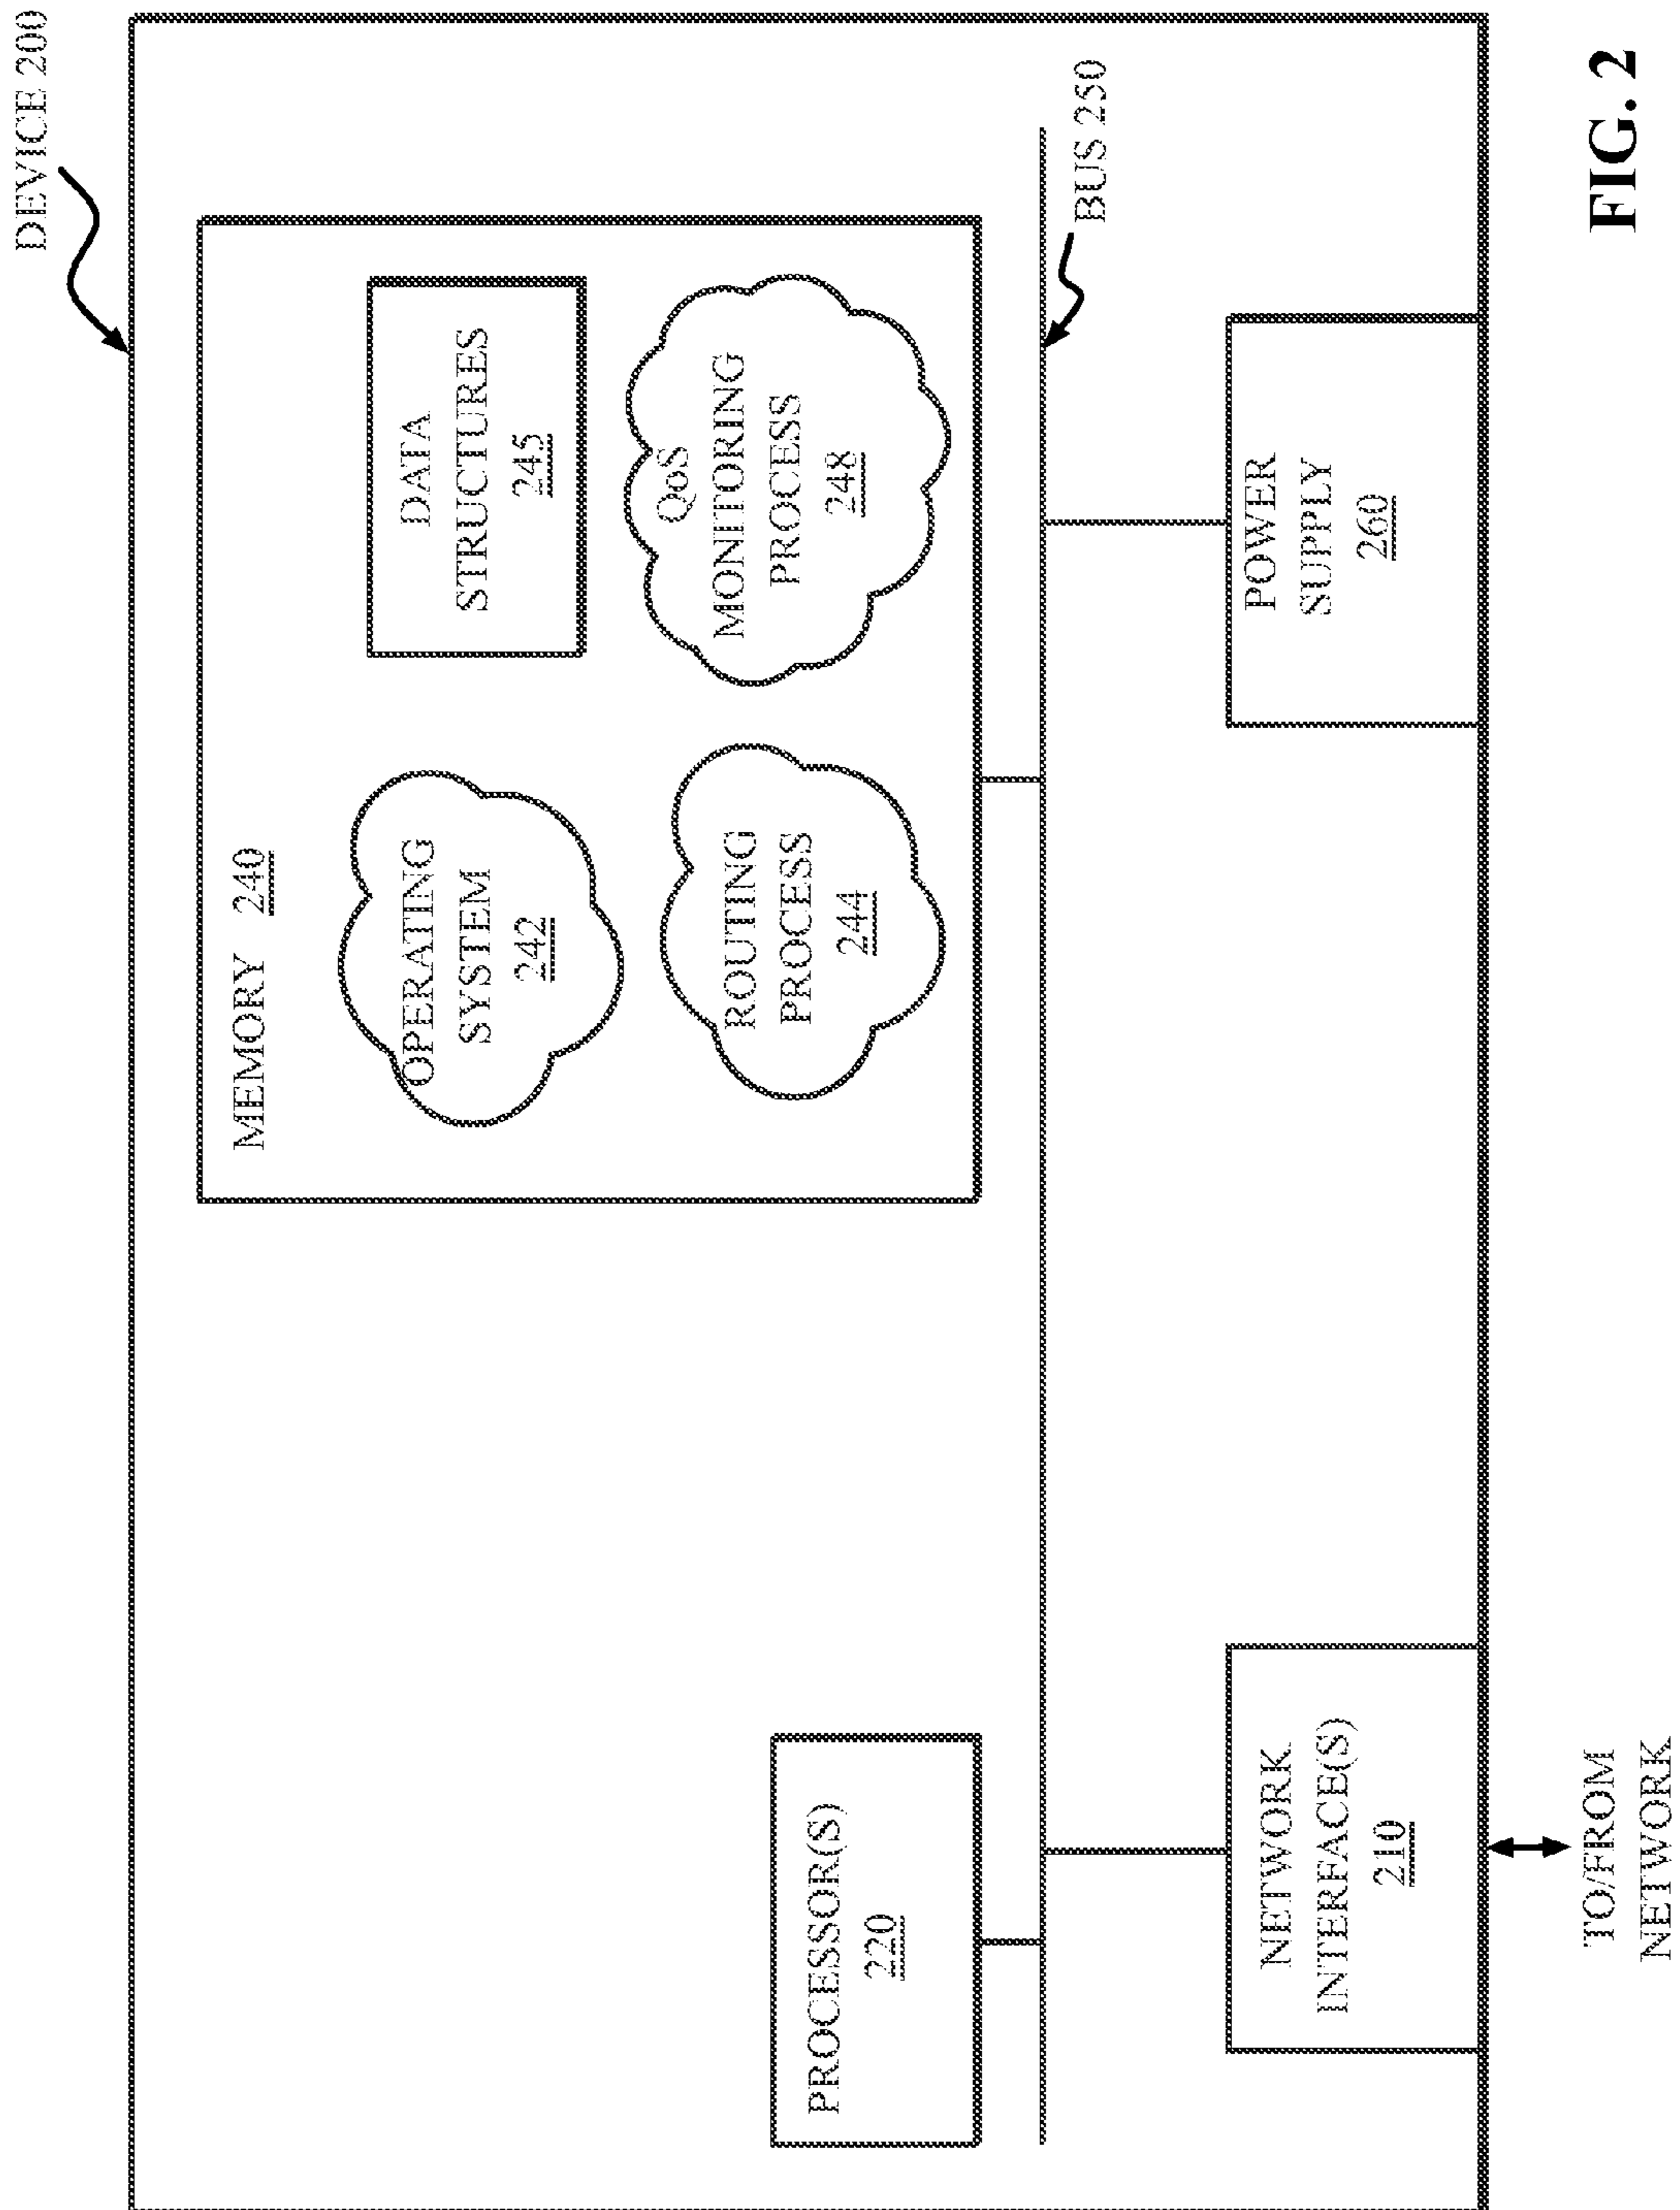 DEVICE 200
MEMORY 240
OPERATING
SYSTEM
242
DATA
STRUCTURES
245
ROUTING
PROCESS
244
QoS
MONITORING
PROCESS
248
PROCESSOR(S)
220
BUS 250
NETWORK
INTERFACE(S)
210
POWER
SUPPLY
260
TO/FROM
NETWORK
FIG. 2